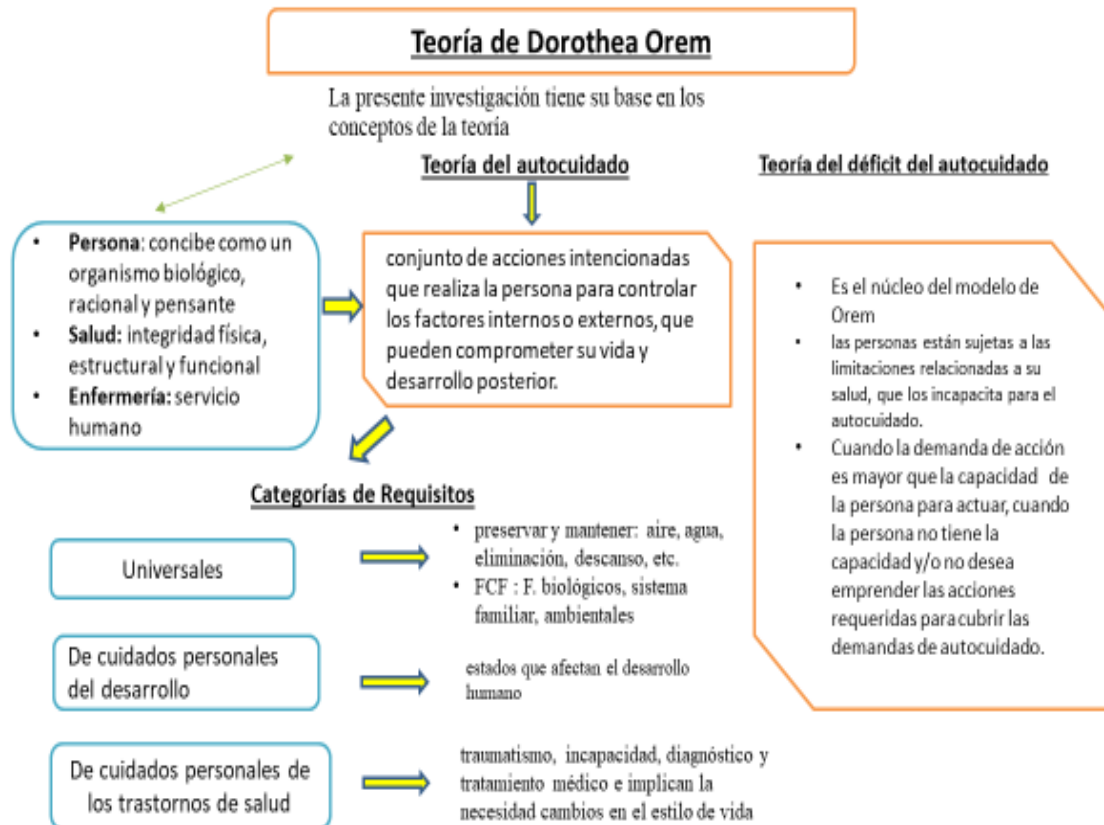 Teoría de Dorothea Orem
La presente investigación tiene su base en los
conceptos de la teoría
Teoría del autocuidado
Teoría del déficit del autocuidado
• Persona: concibe como un
organismo biológico,
racional y pensante
• Salud: integridad física,
estructural y funcional
• Enfermería: servicio
humano
conjunto de acciones intencionadas
que realiza la persona para controlar
los factores internos o externos, que
pueden comprometer su vida y
desarrollo posterior.
• Es el núcleo del modelo de
Orem
• las personas están sujetas a las
limitaciones relacionadas a su
salud, que los incapacita para el
autocuidado.
• Cuando la demanda de acción
es mayor que la capacidad de
la persona para actuar, cuando
la persona no tiene la
capacidad y/o no desea
emprender las acciones
requeridas para cubrir las
demandas de autocuidado.
Categorías de Requisitos
Universales
• preservar y mantener: aire, agua,
eliminación, descanso, etc.
• FCF : F. biológicos, sistema
familiar, ambientales
De cuidados personales
del desarrollo
estados que afectan el desarrollo
humano
De cuidados personales de
los trastornos de salud
traumatismo, incapacidad, diagnóstico y
tratamiento médico e implican la
necesidad cambios en el estilo de vida